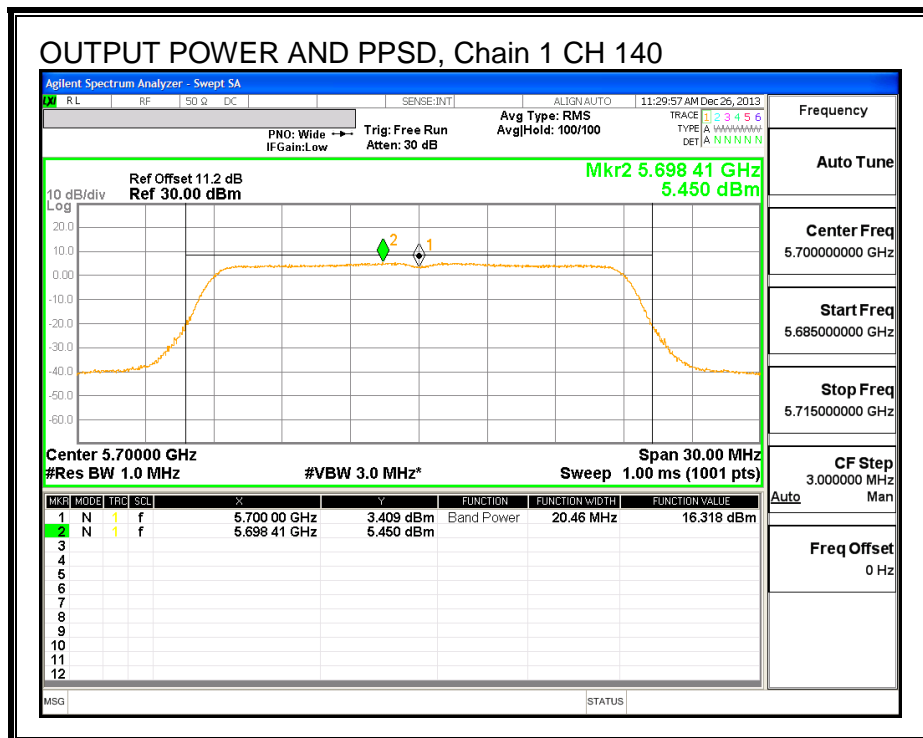 OUTPUT POWER AND PPSD, Chain 1 CH 140
Agilent Spectrum Analyzer - Swept SA
LXI RL RF 50 Ω DC SENSE:INT ALIGN AUTO 11:29:57 AM Dec 26, 2013
PNO: Wide IFGain:Low
Trig: Free Run
Atten: 30 dB
Avg Type: RMS
Avg|Hold: 100/100
TRACE 1 2 3 4 5 6
TYPE A WWWWW
DET A N N N N N
Mkr2 5.698 41 GHz
5.450 dBm
Ref Offset 11.2 dB
10 dB/div Ref 30.00 dBm
Log
20.0
10.0
0.00
-10.0
-20.0
-30.0
-40.0
-50.0
-60.0
2
1
Center 5.70000 GHz Span 30.00 MHz
#Res BW 1.0 MHz #VBW 3.0 MHz* Sweep 1.00 ms (1001 pts)
MKR MODE TRC SCL X Y FUNCTION FUNCTION WIDTH FUNCTION VALUE
1 N 1 f 5.700 00 GHz 3.409 dBm Band Power 20.46 MHz 16.318 dBm
2 N 1 f 5.698 41 GHz 5.450 dBm
3
4
5
6
7
8
9
10
11
12
MSG STATUS
Frequency
Auto Tune
Center Freq
5.700000000 GHz
Start Freq
5.685000000 GHz
Stop Freq
5.715000000 GHz
CF Step
3.000000 MHz
Auto Man
Freq Offset
0 Hz